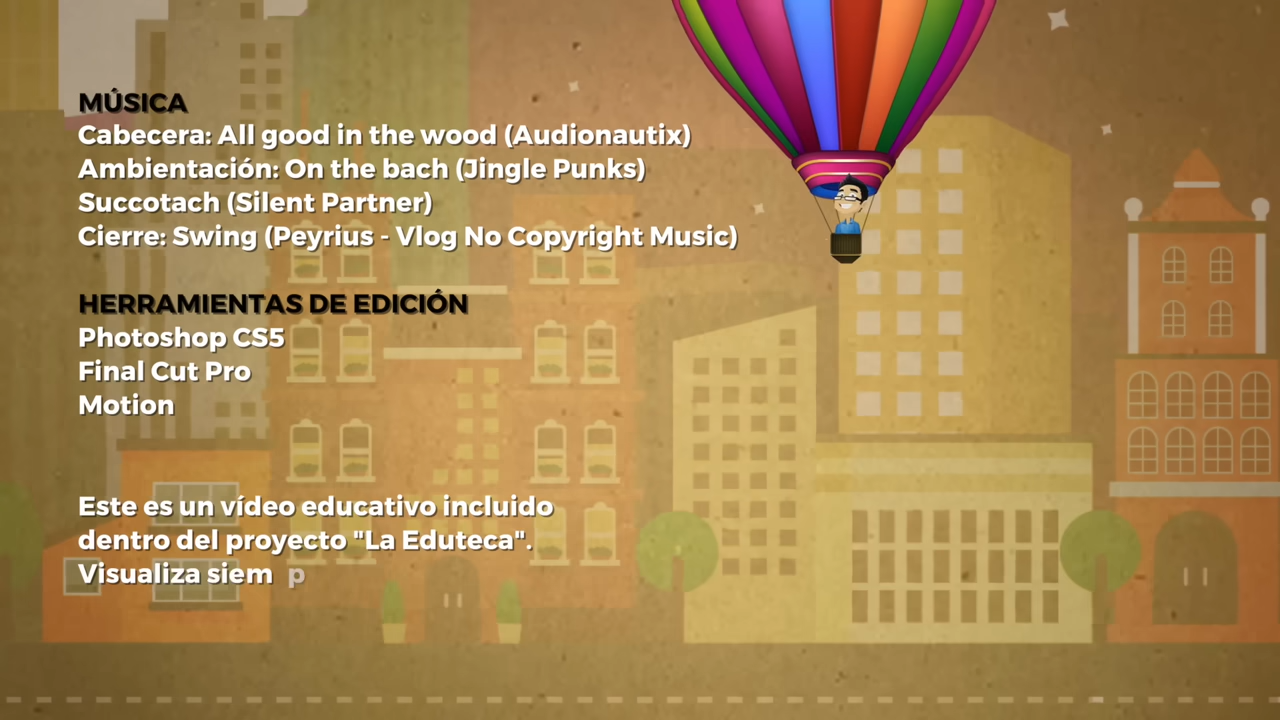 MÚSICA
Cabecera: All good in the wood (Audionautix)
Ambientación: On the bach (Jingle Punks)
Succotach (Silent Partner)
Cierre: Swing (Peyrius - Vlog No Copyright Music)
HERRAMIENTAS DE EDICIÓN
Photoshop CS5
Final Cut Pro
Motion
Este es un vídeo educativo incluido
dentro del proyecto "La Eduteca".
Visualiza siem p